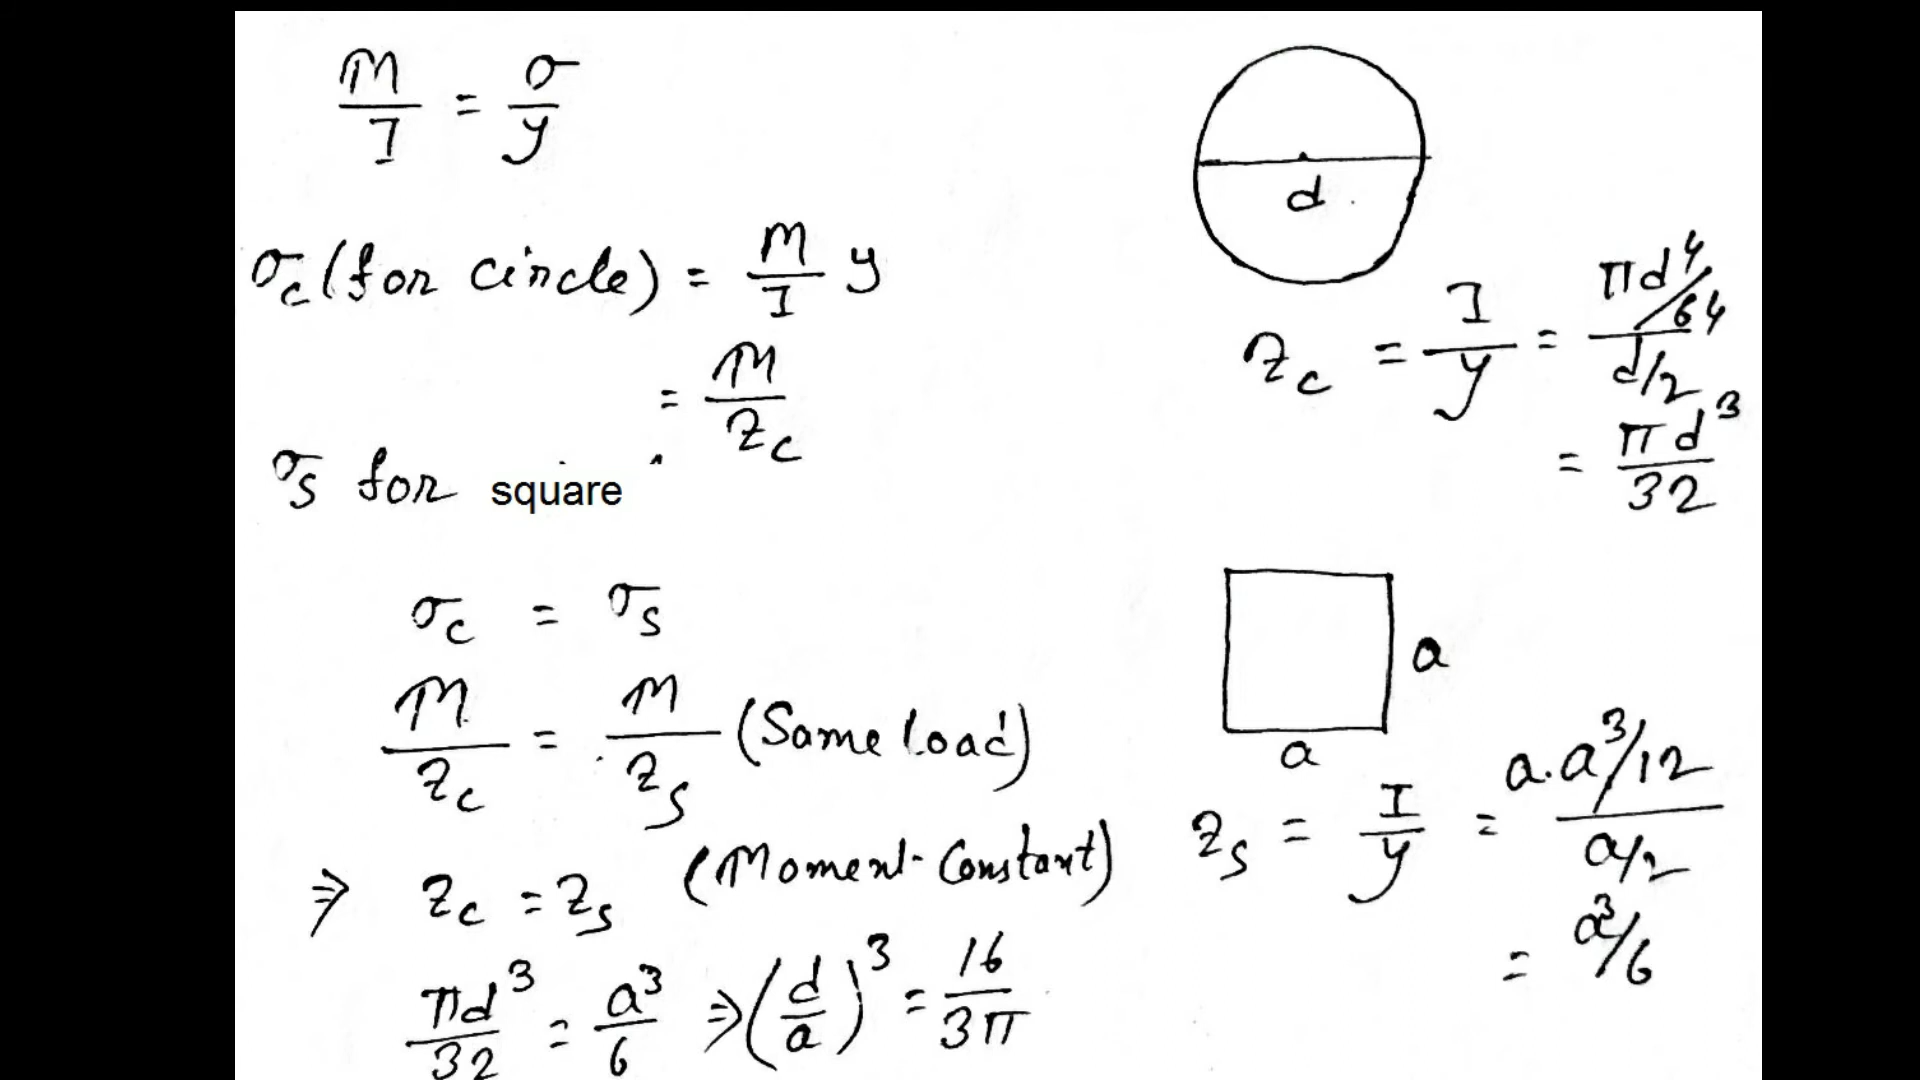 M/I = σ/y
σc (for circle) = M/I y
= M/Zc
σs for square
σc = σs
M/Zc = M/Zs (Same load)
(Moment-Constant)
⇒ Zc = Zs
πd³/32 = a³/6 ⇒ (d/a)³ = 16/3π
d
Zc = I/y = (πd⁴/64)/(d/2)
= πd³/32
a
a
Zs = I/y = (a.a³/12)/(a/2)
= a³/6